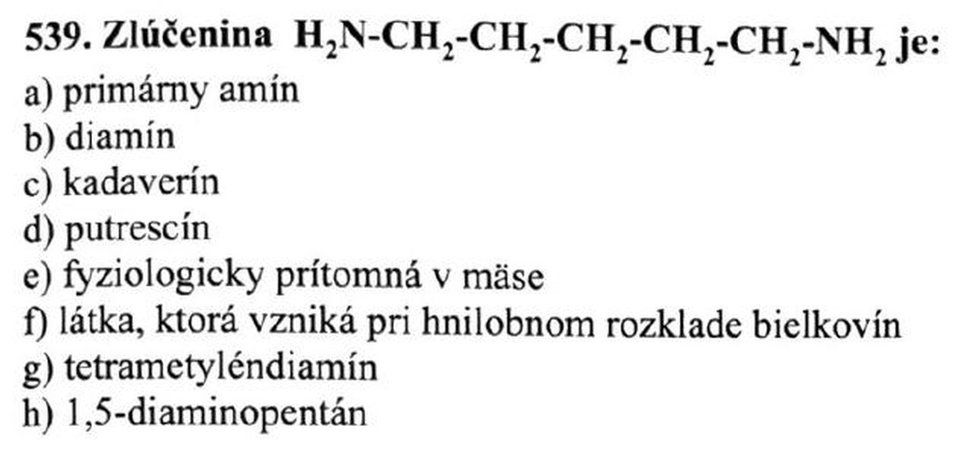 539. Zlúčenina H₂N-CH₂-CH₂-CH₂-CH₂-CH₂-NH₂ je:
a) primárny amín
b) diamín
c) kadaverín
d) putrescín
e) fyziologicky prítomná v mäse
f) látka, ktorá vzniká pri hnilobnom rozklade bielkovín
g) tetrametyléndiamín
h) 1,5-diaminopentán